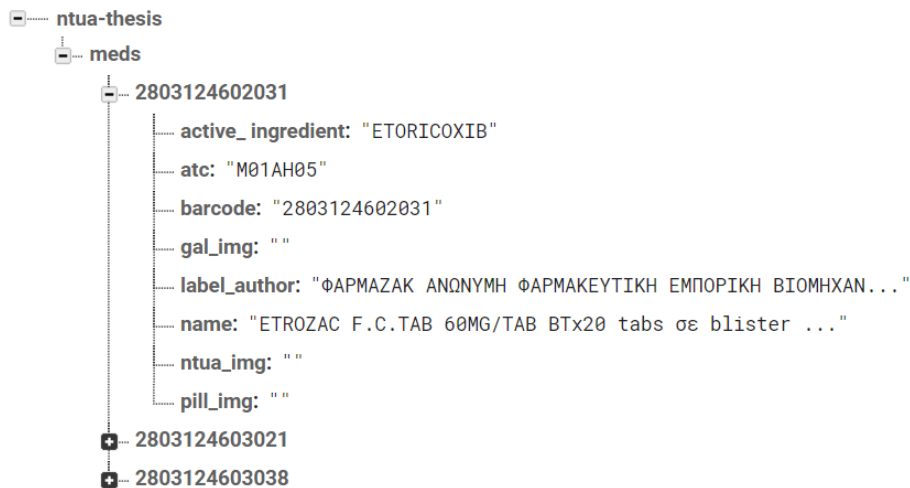 ntua-thesis
meds
2803124602031
active_ ingredient: "ETORICOXIB"
atc: "M01AH05"
barcode: "2803124602031"
gal_img: ""
label_author: "ΦΑΡΜΑΖΑΚ ΑΝΩΝΥΜΗ ΦΑΡΜΑΚΕΥΤΙΚΗ ΕΜΠΟΡΙΚΗ ΒΙΟΜΗΧΑΝ..."
name: "ETROZAC F.C.TAB 60MG/TAB BTx20 tabs σε blister ..."
ntua_img: ""
pill_img: ""
2803124603021
2803124603038